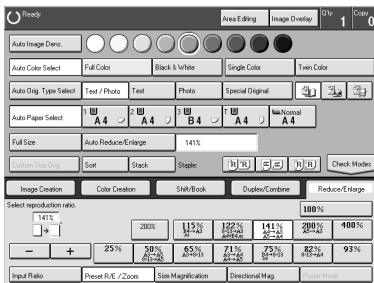 Ready Area Editing Image Overlay Q'ty 1 Copy 0
Auto Image Dens.
Auto Color Select Full Color Black & White Single Color Twin Color
Auto Orig. Type Select Text / Photo Text Photo Special Original
Auto Paper Select 1 A4 2 A4 3 B4 T A4 Normal A4
Full Size Auto Reduce/Enlarge 141%
Custom Size Orig. Sort Stack Staple: Check Modes
Image Creation Color Creation Shift/Book Duplex/Combine Reduce/Enlarge
Select reproduction ratio. 100%
141% 200% 115% B4→A3 122% 141% 200% A5→A3 400%
− + 25% 50% 65% 71% 75% 82% 93%
Input Ratio Preset R/E / Zoom Size Magnification Directional Mag. Poster Mode